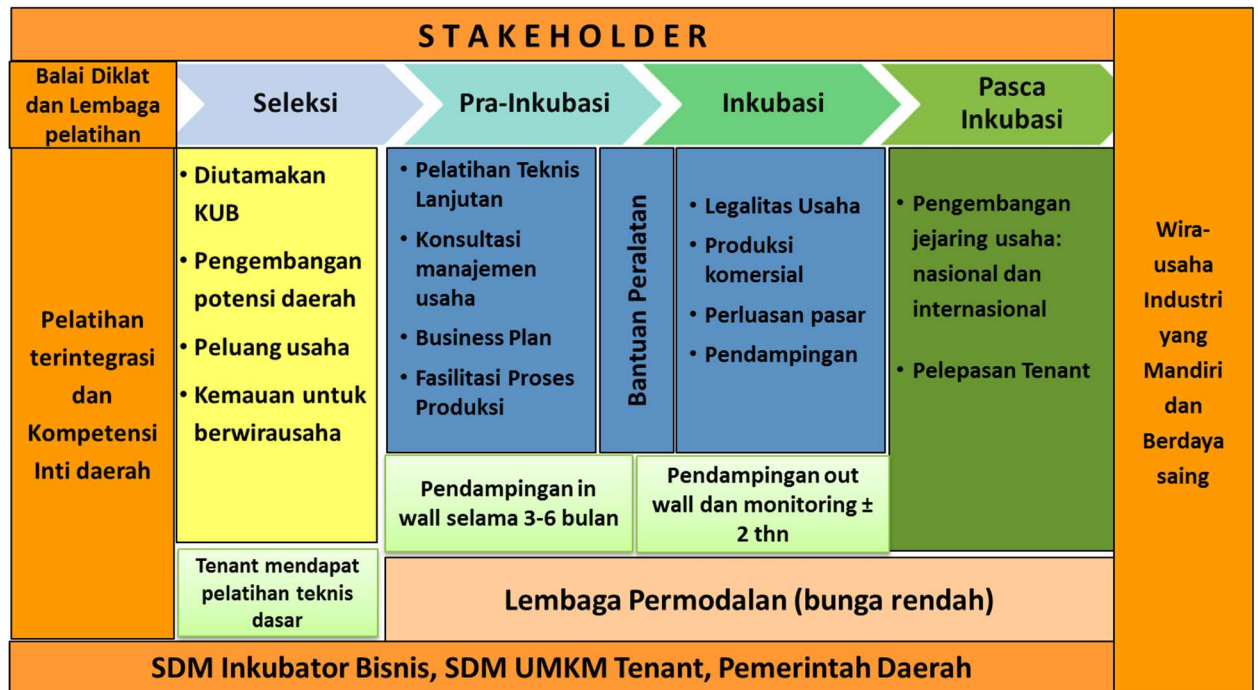 STAKEHOLDER
Balai Diklat
dan Lembaga
pelatihan
Seleksi
Pra-Inkubasi
Inkubasi
Pasca
Inkubasi
Pelatihan
terintegrasi
dan
Kompetensi
Inti daerah
• Diutamakan
KUB
• Pengembangan
potensi daerah
• Peluang usaha
• Kemauan untuk
berwirausaha
Tenant mendapat
pelatihan teknis
dasar
• Pelatihan Teknis
Lanjutan
• Konsultasi
manajemen
usaha
• Business Plan
• Fasilitasi Proses
Produksi
Bantuan Peralatan
• Legalitas Usaha
• Produksi
komersial
• Perluasan pasar
• Pendampingan
Pendampingan in
wall selama 3-6 bulan
Pendampingan out
wall dan monitoring ±
2 thn
• Pengembangan
jejaring usaha:
nasional dan
internasional
• Pelepasan Tenant
Lembaga Permodalan (bunga rendah)
Wira-
usaha
Industri
yang
Mandiri
dan
Berdaya
saing
SDM Inkubator Bisnis, SDM UMKM Tenant, Pemerintah Daerah